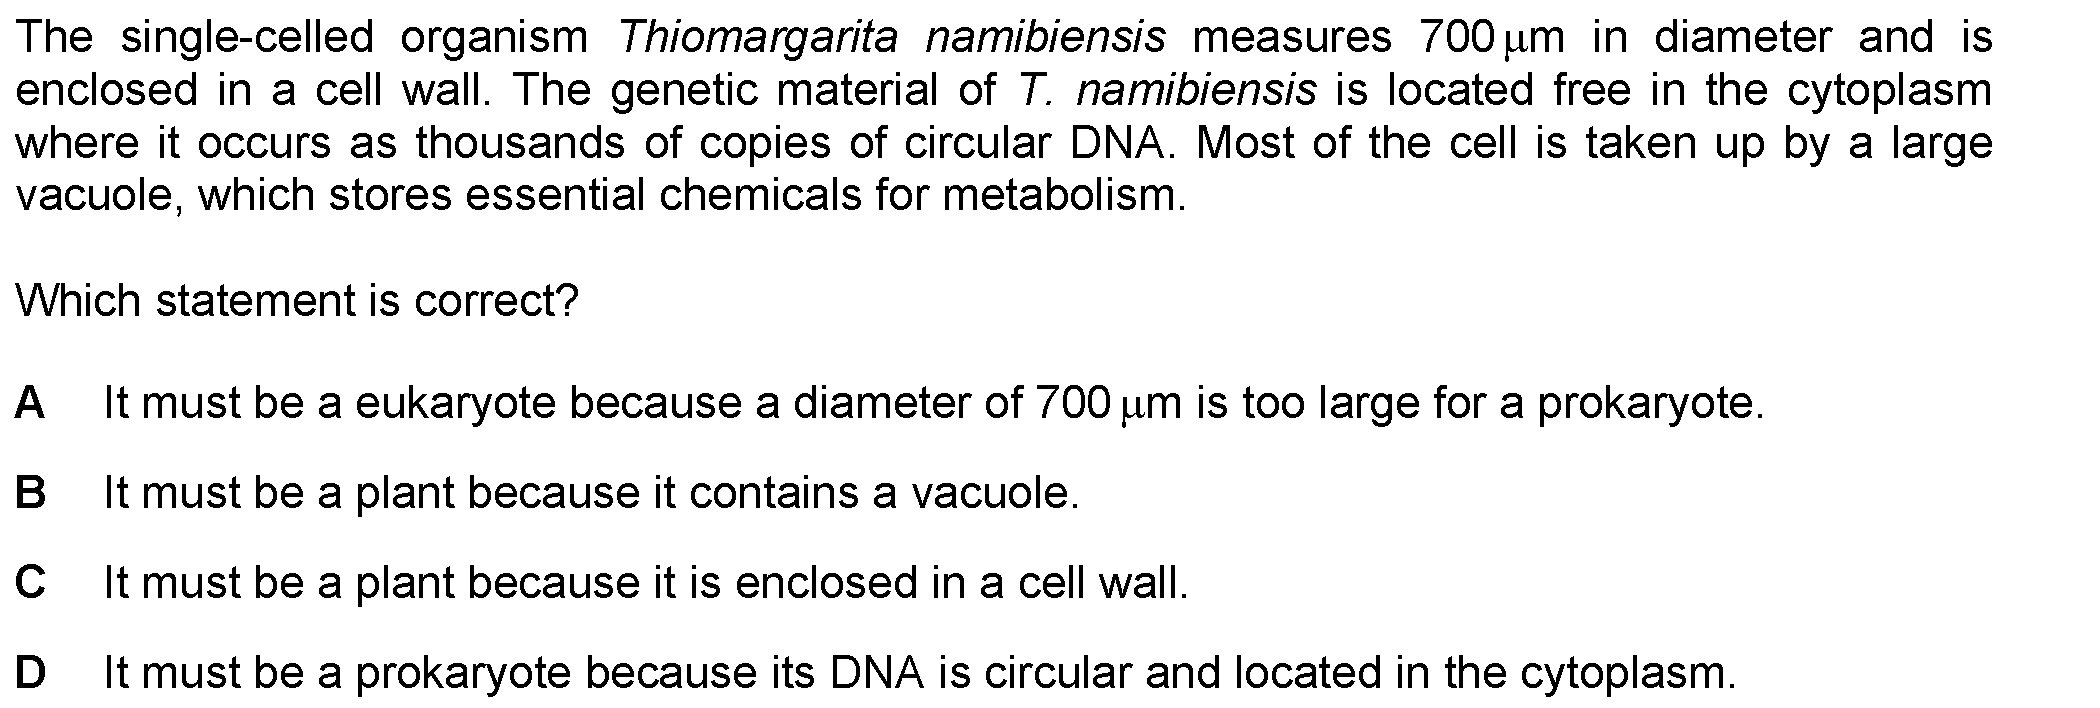 The single-celled organism Thiomargarita namibiensis measures 700 μm in diameter and is
enclosed in a cell wall. The genetic material of T. namibiensis is located free in the cytoplasm
where it occurs as thousands of copies of circular DNA. Most of the cell is taken up by a large
vacuole, which stores essential chemicals for metabolism.
Which statement is correct?
A It must be a eukaryote because a diameter of 700 μm is too large for a prokaryote.
B It must be a plant because it contains a vacuole.
C It must be a plant because it is enclosed in a cell wall.
D It must be a prokaryote because its DNA is circular and located in the cytoplasm.